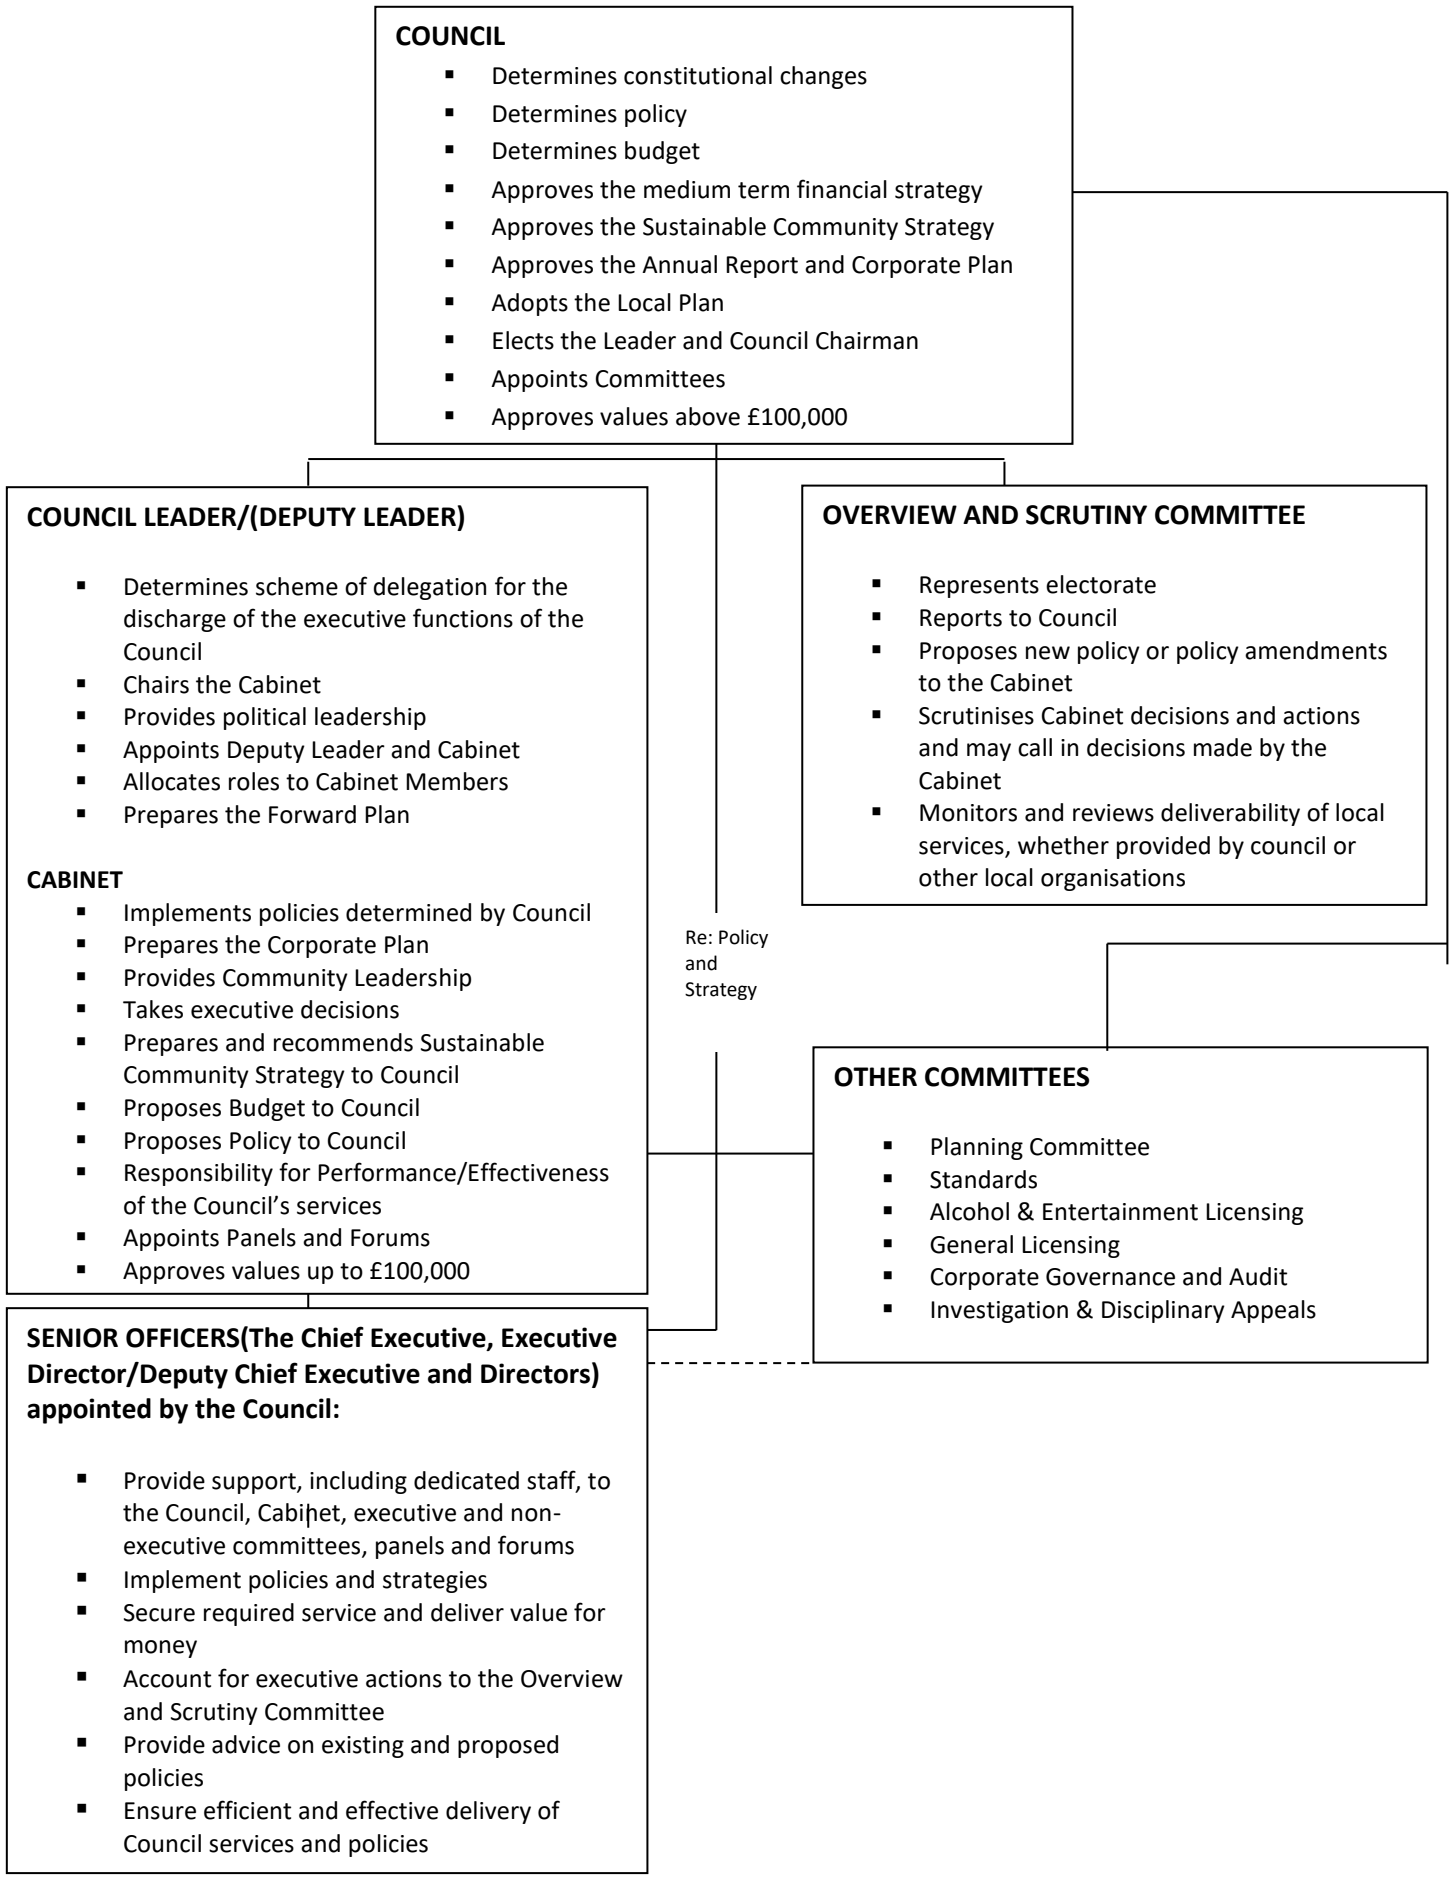 COUNCIL
▪ Determines constitutional changes
▪ Determines policy
▪ Determines budget
▪ Approves the medium term financial strategy
▪ Approves the Sustainable Community Strategy
▪ Approves the Annual Report and Corporate Plan
▪ Adopts the Local Plan
▪ Elects the Leader and Council Chairman
▪ Appoints Committees
▪ Approves values above £100,000
COUNCIL LEADER/(DEPUTY LEADER)
▪ Determines scheme of delegation for the
discharge of the executive functions of the
Council
▪ Chairs the Cabinet
▪ Provides political leadership
▪ Appoints Deputy Leader and Cabinet
▪ Allocates roles to Cabinet Members
▪ Prepares the Forward Plan
CABINET
▪ Implements policies determined by Council
▪ Prepares the Corporate Plan
▪ Provides Community Leadership
▪ Takes executive decisions
▪ Prepares and recommends Sustainable
Community Strategy to Council
▪ Proposes Budget to Council
▪ Proposes Policy to Council
▪ Responsibility for Performance/Effectiveness
of the Council’s services
▪ Appoints Panels and Forums
▪ Approves values up to £100,000
OVERVIEW AND SCRUTINY COMMITTEE
▪ Represents electorate
▪ Reports to Council
▪ Proposes new policy or policy amendments
to the Cabinet
▪ Scrutinises Cabinet decisions and actions
and may call in decisions made by the
Cabinet
▪ Monitors and reviews deliverability of local
services, whether provided by council or
other local organisations
Re: Policy
and
Strategy
OTHER COMMITTEES
▪ Planning Committee
▪ Standards
▪ Alcohol & Entertainment Licensing
▪ General Licensing
▪ Corporate Governance and Audit
▪ Investigation & Disciplinary Appeals
SENIOR OFFICERS(The Chief Executive, Executive
Director/Deputy Chief Executive and Directors)
appointed by the Council:
▪ Provide support, including dedicated staff, to
the Council, Cabinet, executive and non-
executive committees, panels and forums
▪ Implement policies and strategies
▪ Secure required service and deliver value for
money
▪ Account for executive actions to the Overview
and Scrutiny Committee
▪ Provide advice on existing and proposed
policies
▪ Ensure efficient and effective delivery of
Council services and policies